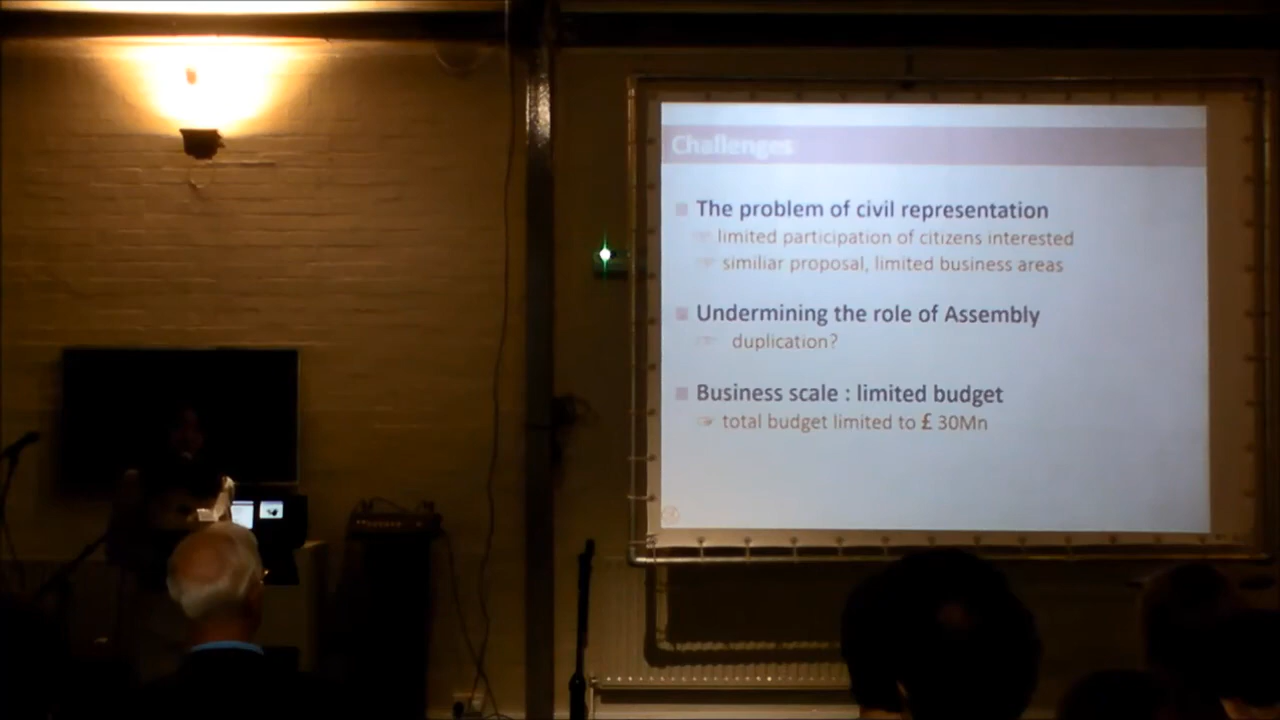 Challenges
The problem of civil representation
limited participation of citizens interested
similiar proposal, limited business areas
Undermining the role of Assembly
duplication?
Business scale : limited budget
total budget limited to £ 30Mn